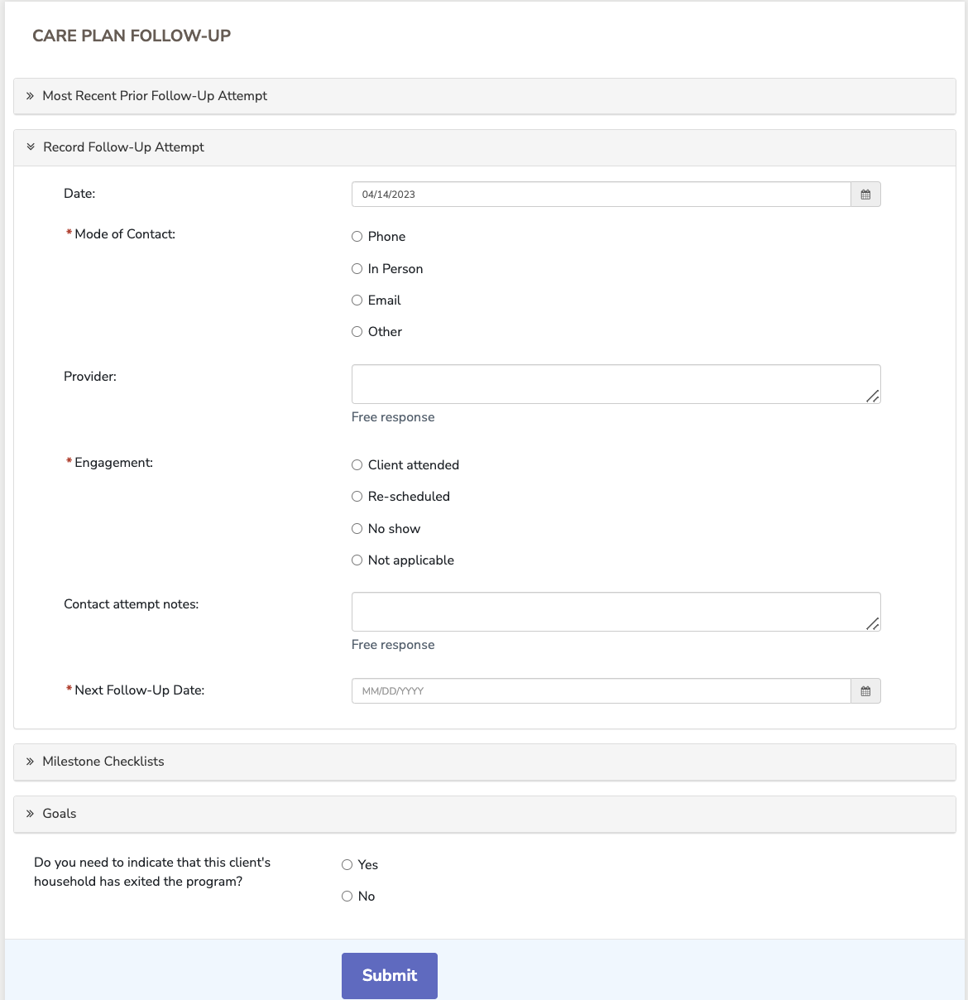 CARE PLAN FOLLOW-UP
Most Recent Prior Follow-Up Attempt
Record Follow-Up Attempt
Date:
04/14/2023
* Mode of Contact:
Phone
In Person
Email
Other
Provider:
Free response
* Engagement:
Client attended
Re-scheduled
No show
Not applicable
Contact attempt notes:
Free response
* Next Follow-Up Date:
MM/DD/YYYY
Milestone Checklists
Goals
Do you need to indicate that this client's
household has exited the program?
Yes
No
Submit